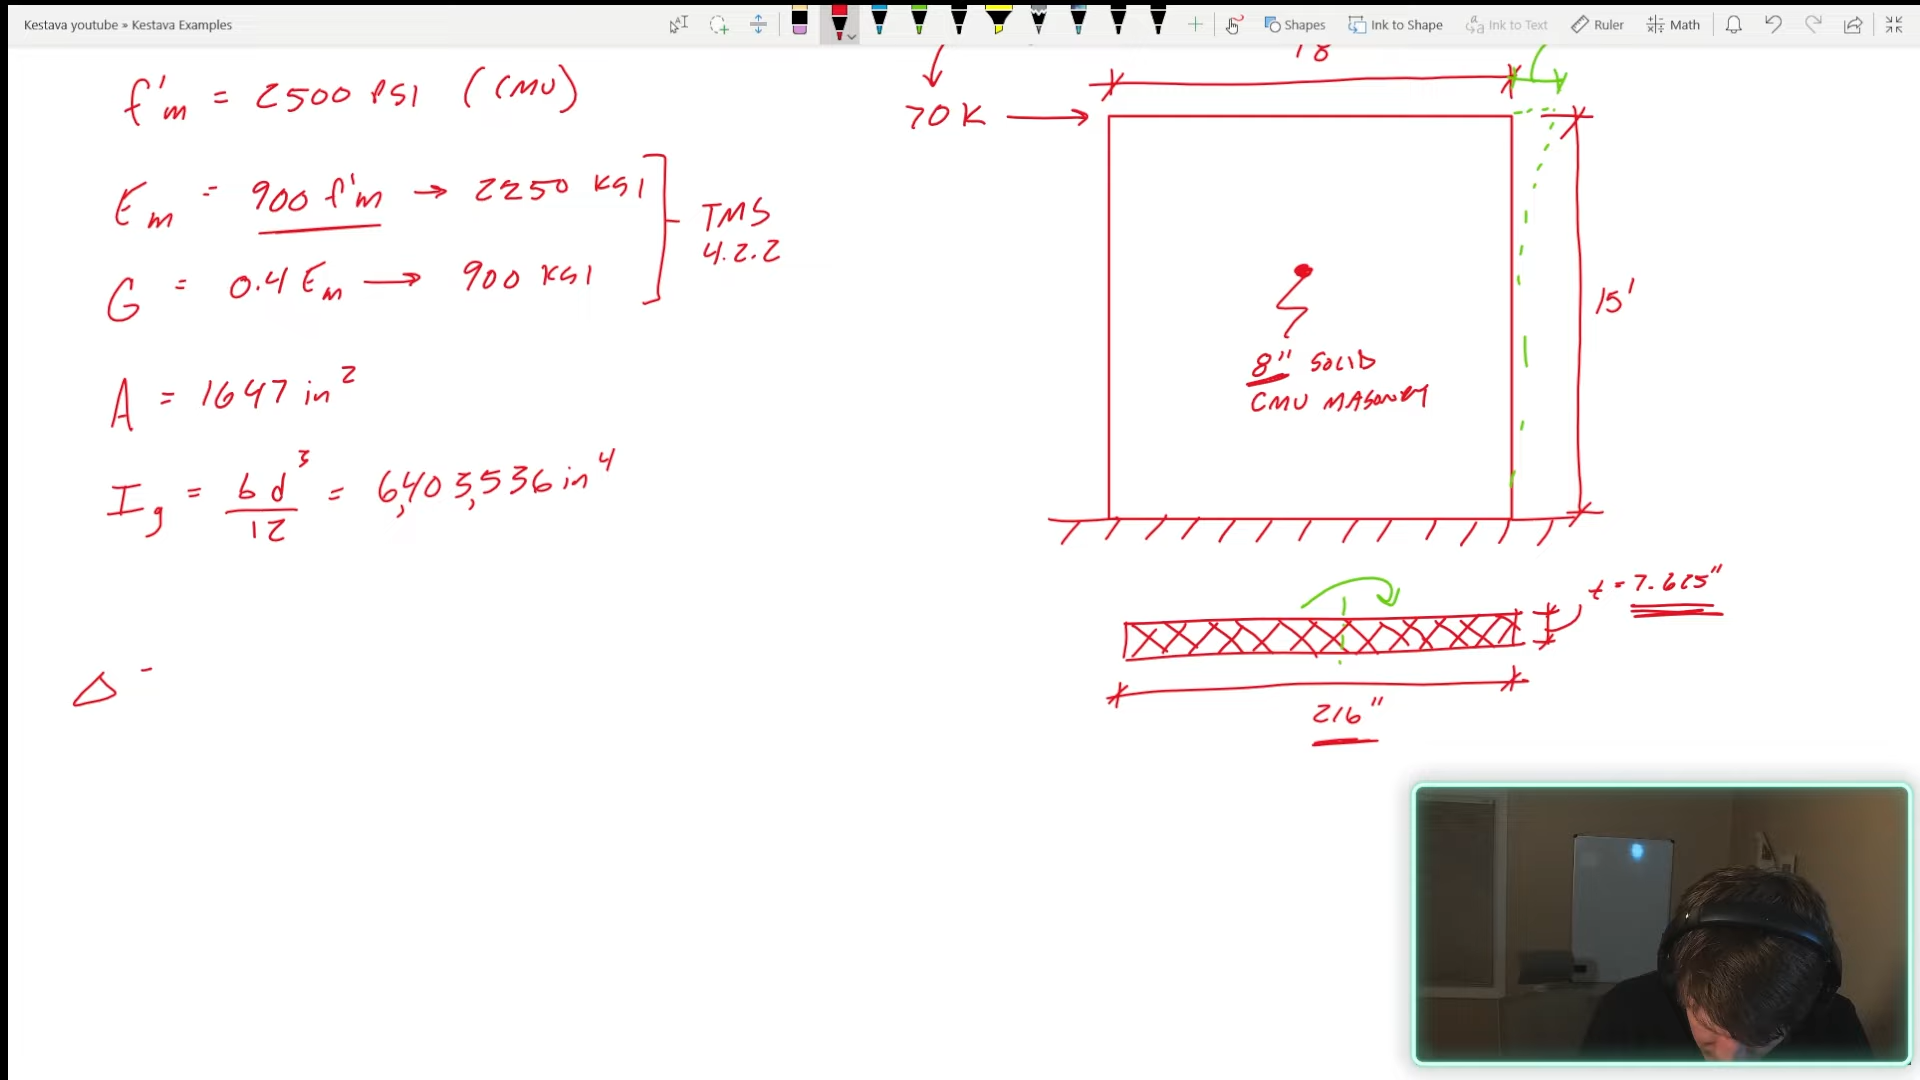 Kestava youtube » Kestava Examples
Shapes
Ink to Shape
Ink to Text
Ruler
Math
f'm = 2500 PSI (CMU)
Em = 900 f'm → 2250 KSI
G = 0.4 Em → 900 KSI
TMS
4.2.2
A = 1647 in²
Ig = bd³/12 = 6,403,536 in⁴
Δ -
18
70 K →
15'
8" SOLID
CMU MASONRY
t = 7.625"
216"